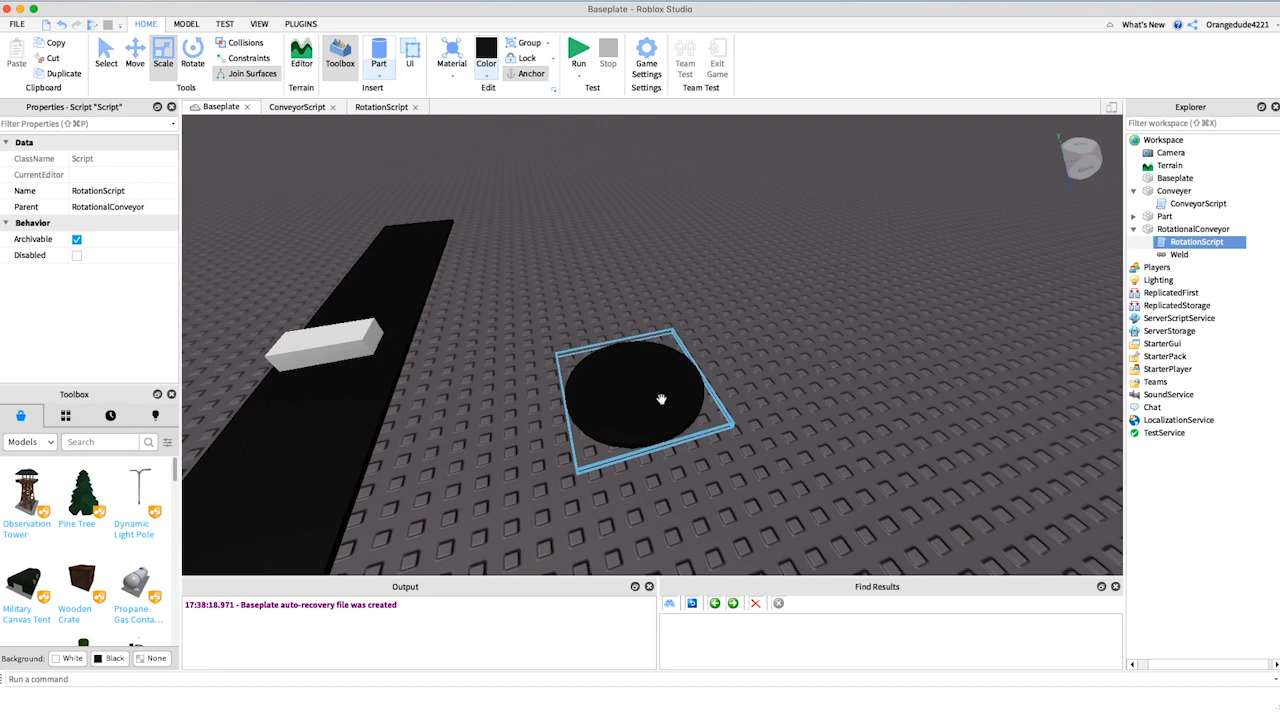 Baseplate - Roblox Studio
FILE HOME MODEL TEST VIEW PLUGINS What's New Orangedude4221
Paste Copy Cut Duplicate Select Move Scale Rotate Collisions Constraints Join Surfaces Editor Toolbox Part UI Material Color Group Lock Anchor Run Stop Game Settings Team Test Exit Game
Clipboard Tools Terrain Insert Edit Test Settings Team Test
Properties - Script "Script"
Filter Properties (⇧⌘P)
Data
ClassName Script
CurrentEditor
Name RotationScript
Parent RotationalConveyor
Behavior
Archivable
Disabled
Toolbox
Models Search
Observation Tower
Pine Tree
Dynamic Light Pole
Military Canvas Tent
Wooden Crate
Propane Gas Conta...
Background: White Black None
Baseplate ConveyorScript RotationScript
Y
Output
17:38:18.971 - Baseplate auto-recovery file was created
Find Results
Explorer
Filter workspace (⇧⌘X)
Workspace
Camera
Terrain
Baseplate
Conveyer
ConveyorScript
Part
RotationalConveyor
RotationScript
Weld
Players
Lighting
ReplicatedFirst
ReplicatedStorage
ServerScriptService
ServerStorage
StarterGui
StarterPack
StarterPlayer
Teams
SoundService
Chat
LocalizationService
TestService
Run a command